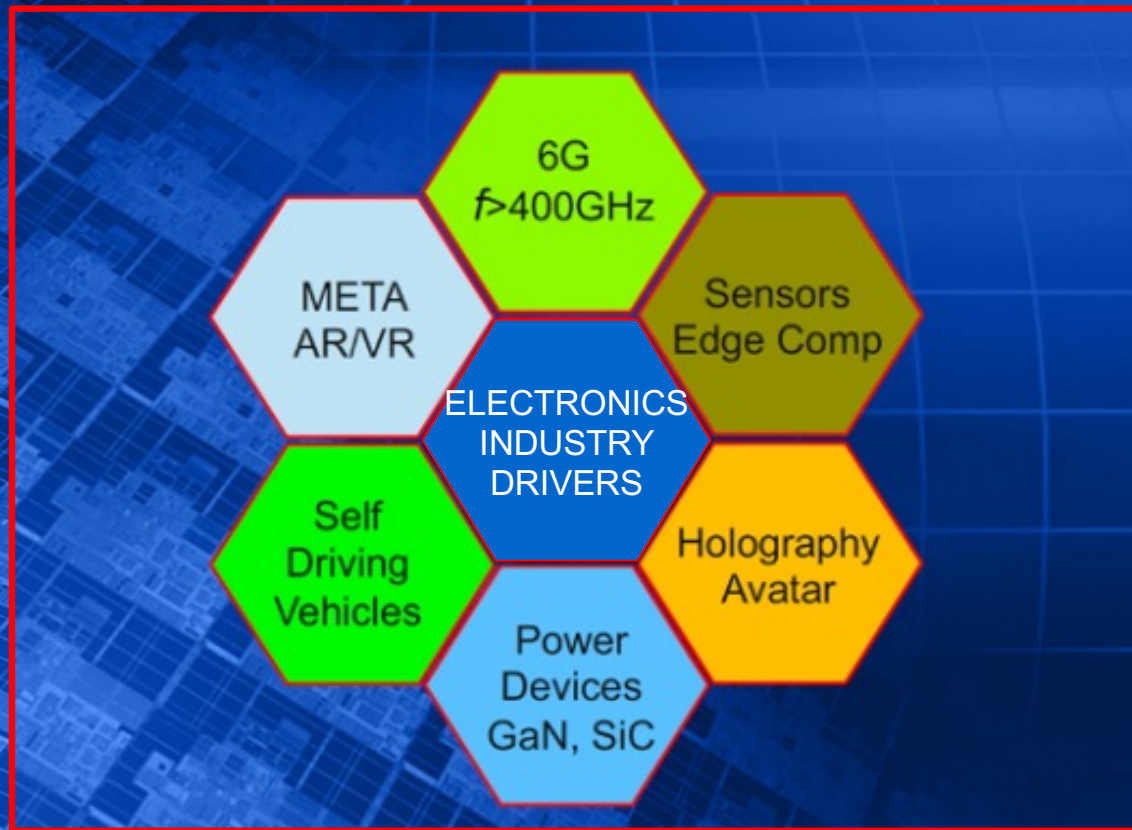 6G
f>400GHz
META
AR/VR
Sensors
Edge Comp
ELECTRONICS
INDUSTRY
DRIVERS
Self
Driving
Vehicles
Holography
Avatar
Power
Devices
GaN, SiC